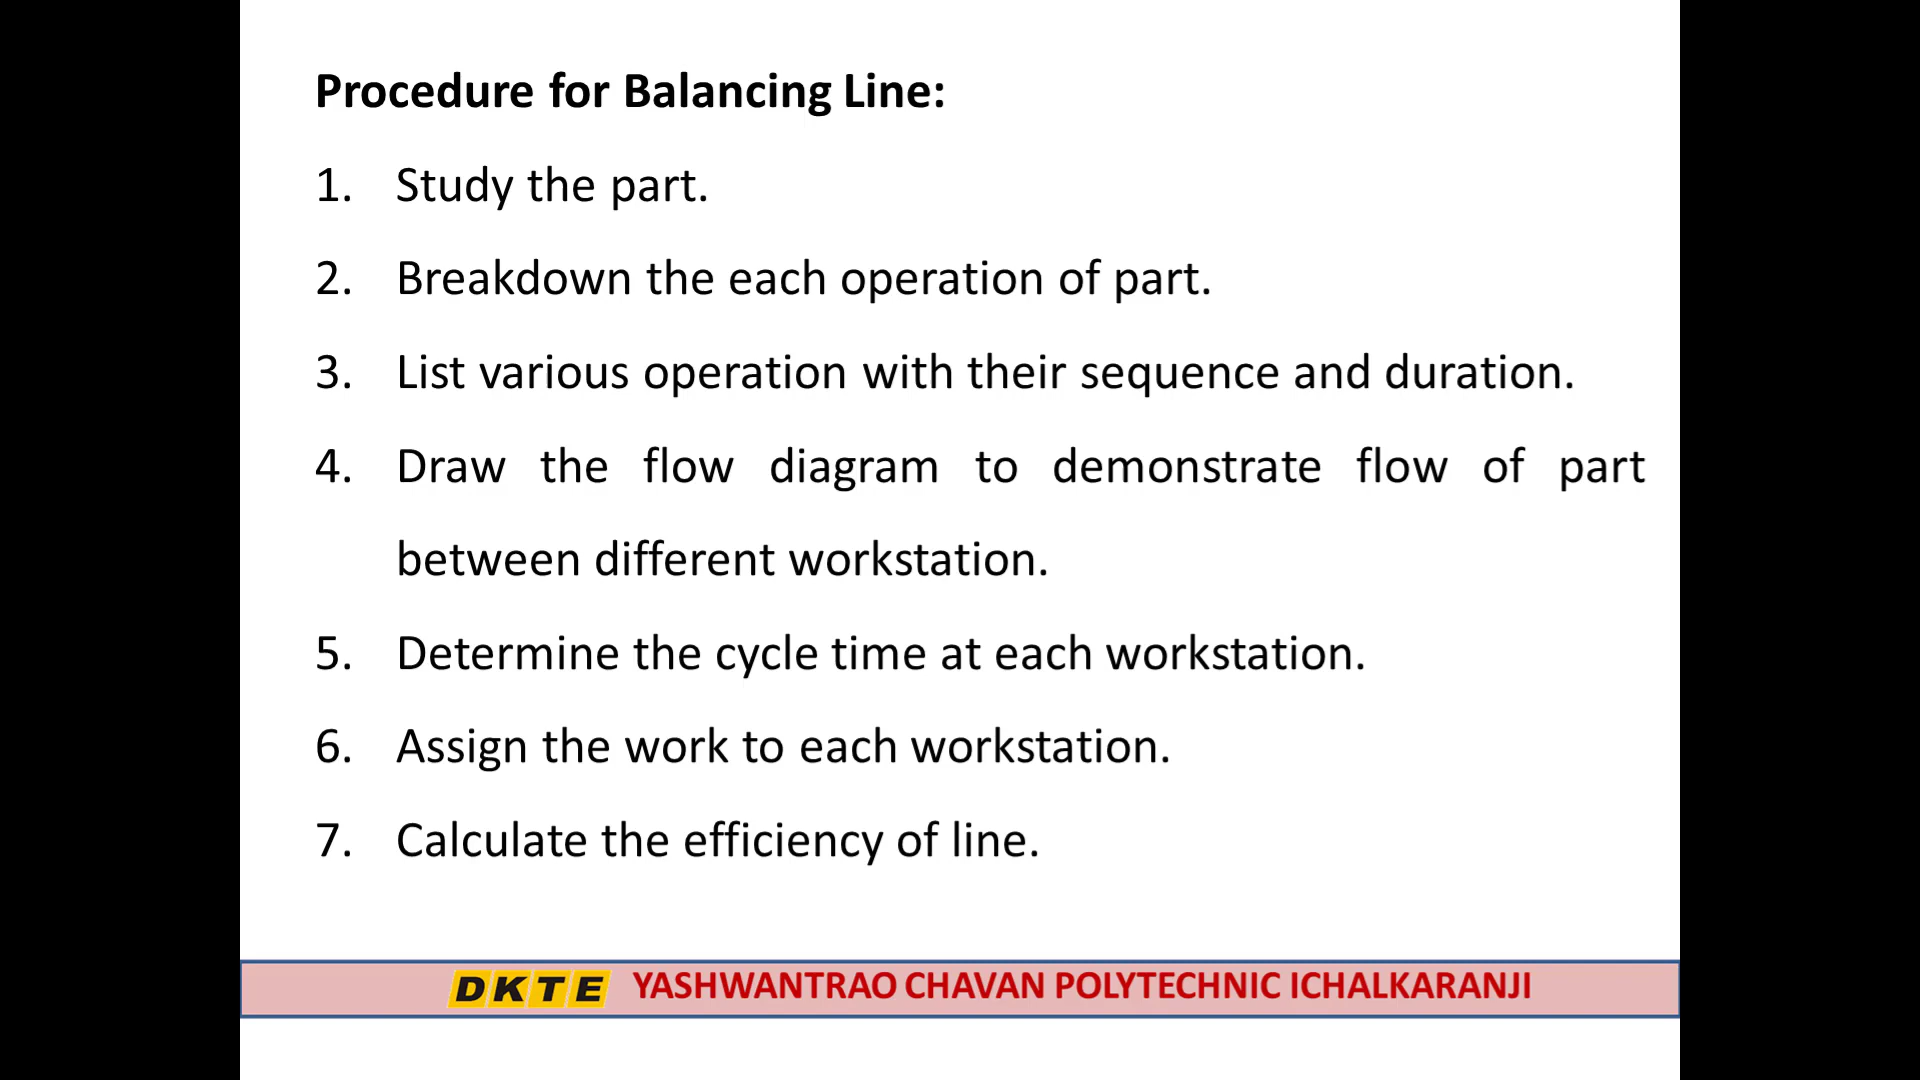 Procedure for Balancing Line:
1. Study the part.
2. Breakdown the each operation of part.
3. List various operation with their sequence and duration.
4. Draw the flow diagram to demonstrate flow of part
between different workstation.
5. Determine the cycle time at each workstation.
6. Assign the work to each workstation.
7. Calculate the efficiency of line.
DKTE YASHWANTRAO CHAVAN POLYTECHNIC ICHALKARANJI